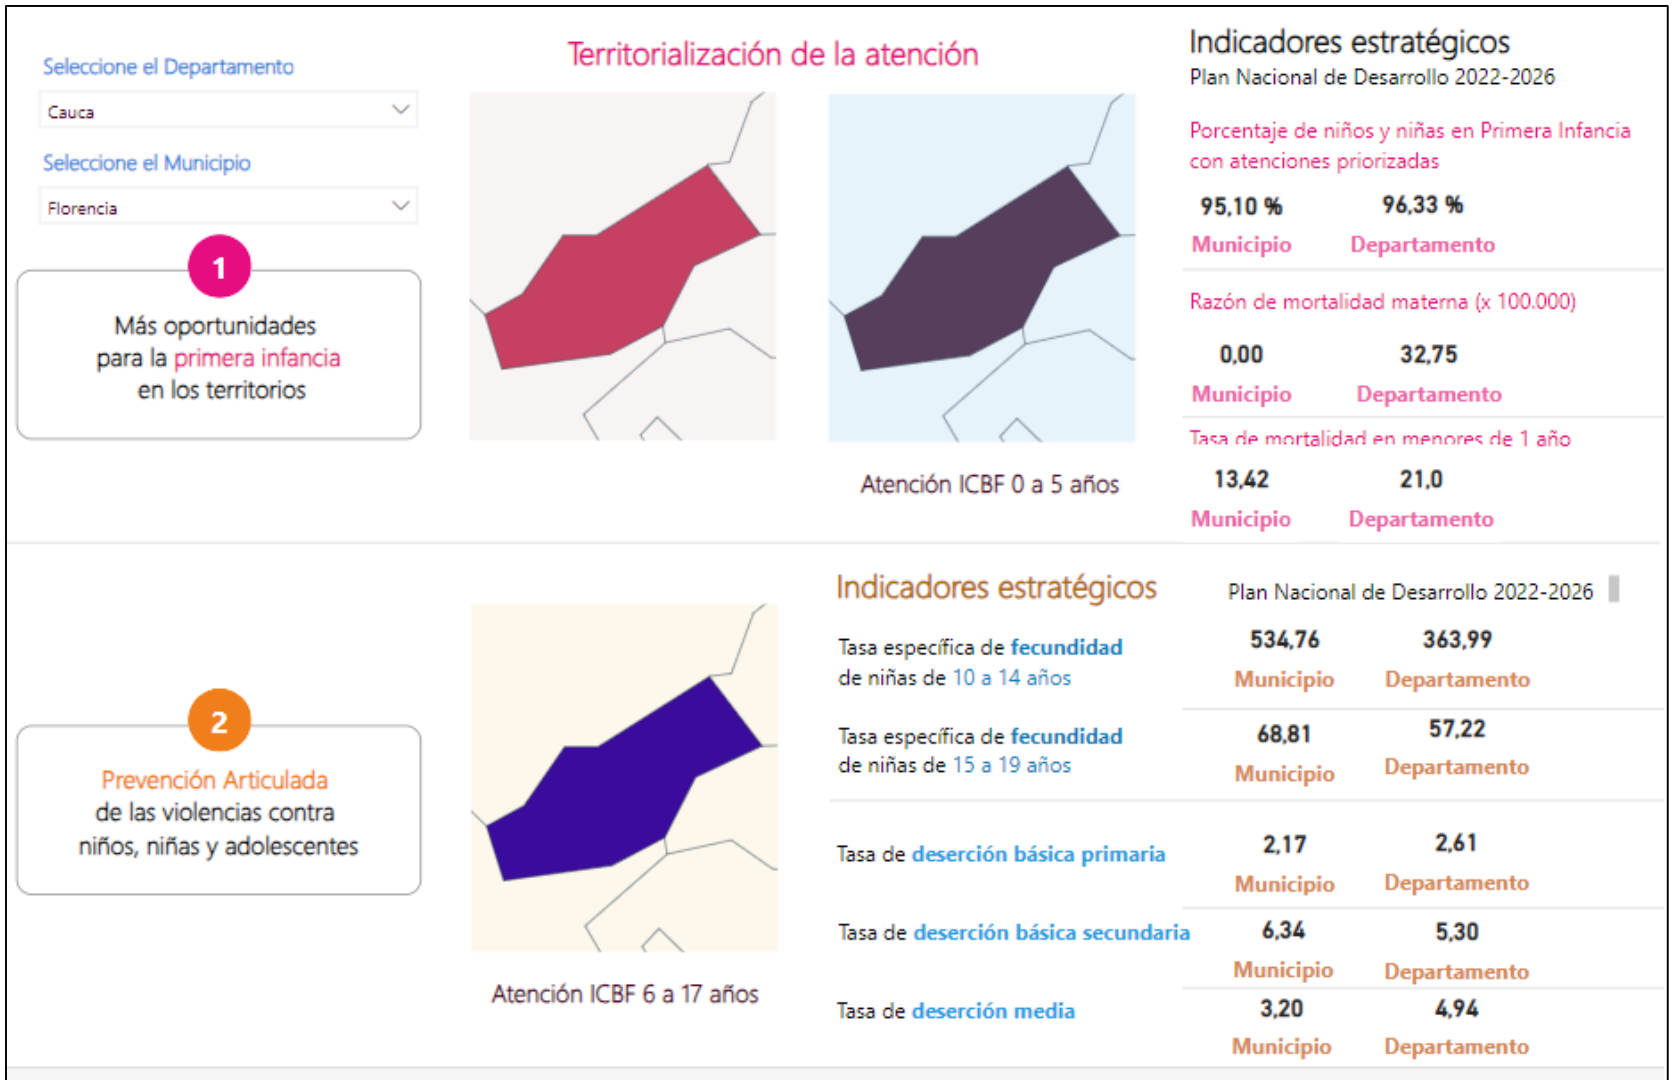 Seleccione el Departamento
Cauca
Seleccione el Municipio
Florencia
1
Más oportunidades
para la primera infancia
en los territorios
Territorialización de la atención
Atención ICBF 0 a 5 años
Indicadores estratégicos
Plan Nacional de Desarrollo 2022-2026
Porcentaje de niños y niñas en Primera Infancia
con atenciones priorizadas
95,10 % 96,33 %
Municipio Departamento
Razón de mortalidad materna (x 100.000)
0,00 32,75
Municipio Departamento
Tasa de mortalidad en menores de 1 año
13,42 21,0
Municipio Departamento
2
Prevención Articulada
de las violencias contra
niños, niñas y adolescentes
Atención ICBF 6 a 17 años
Indicadores estratégicos Plan Nacional de Desarrollo 2022-2026
Tasa específica de fecundidad
de niñas de 10 a 14 años
534,76 363,99
Municipio Departamento
Tasa específica de fecundidad
de niñas de 15 a 19 años
68,81 57,22
Municipio Departamento
Tasa de deserción básica primaria
2,17 2,61
Municipio Departamento
Tasa de deserción básica secundaria
6,34 5,30
Municipio Departamento
Tasa de deserción media
3,20 4,94
Municipio Departamento